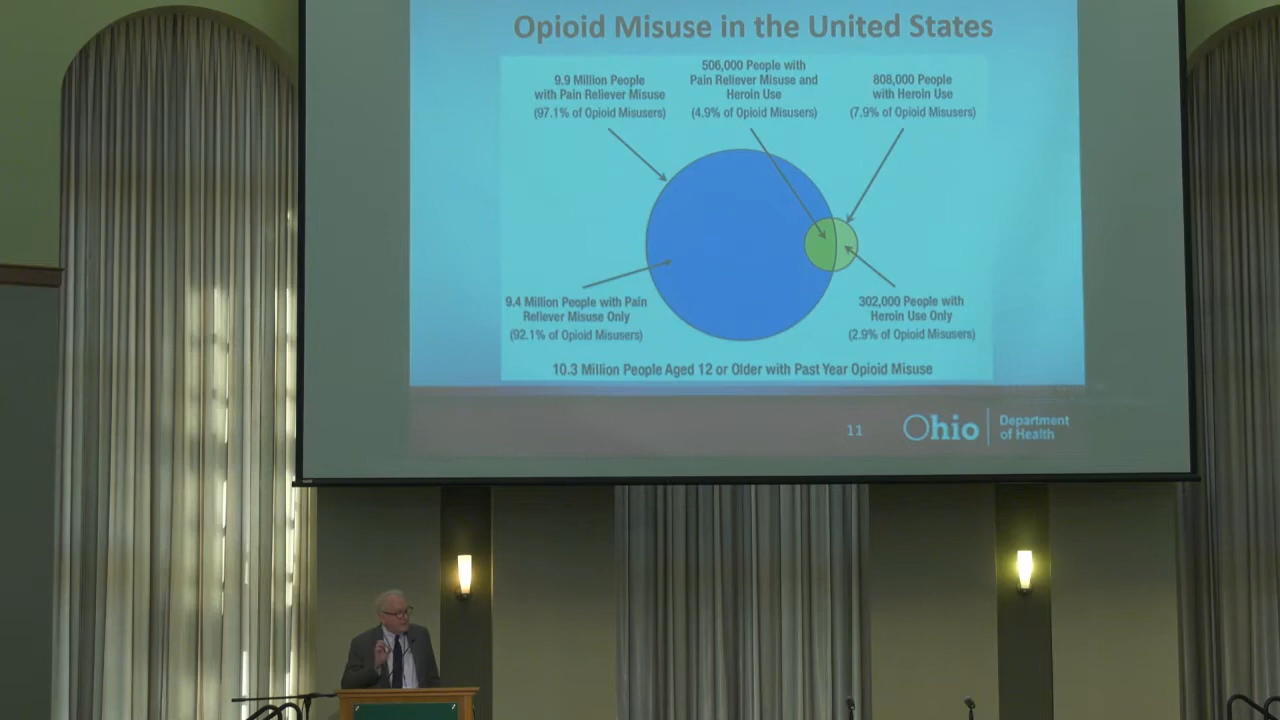 Opioid Misuse in the United States
9.9 Million People
with Pain Reliever Misuse
(97.1% of Opioid Misusers)
506,000 People with
Pain Reliever Misuse and
Heroin Use
(4.9% of Opioid Misusers)
808,000 People
with Heroin Use
(7.9% of Opioid Misusers)
9.4 Million People with Pain
Reliever Misuse Only
(92.1% of Opioid Misusers)
302,000 People with
Heroin Use Only
(2.9% of Opioid Misusers)
10.3 Million People Aged 12 or Older with Past Year Opioid Misuse
11
Ohio
Department
of Health